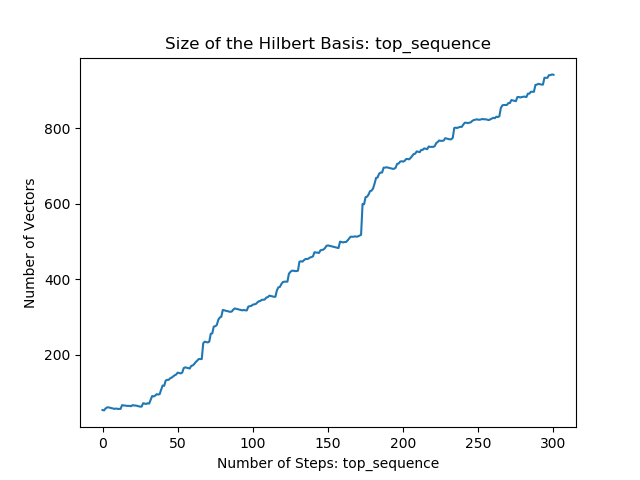 Size of the Hilbert Basis: top_sequence
Number of Vectors
800
600
400
200
0 50 100 150 200 250 300
Number of Steps: top_sequence